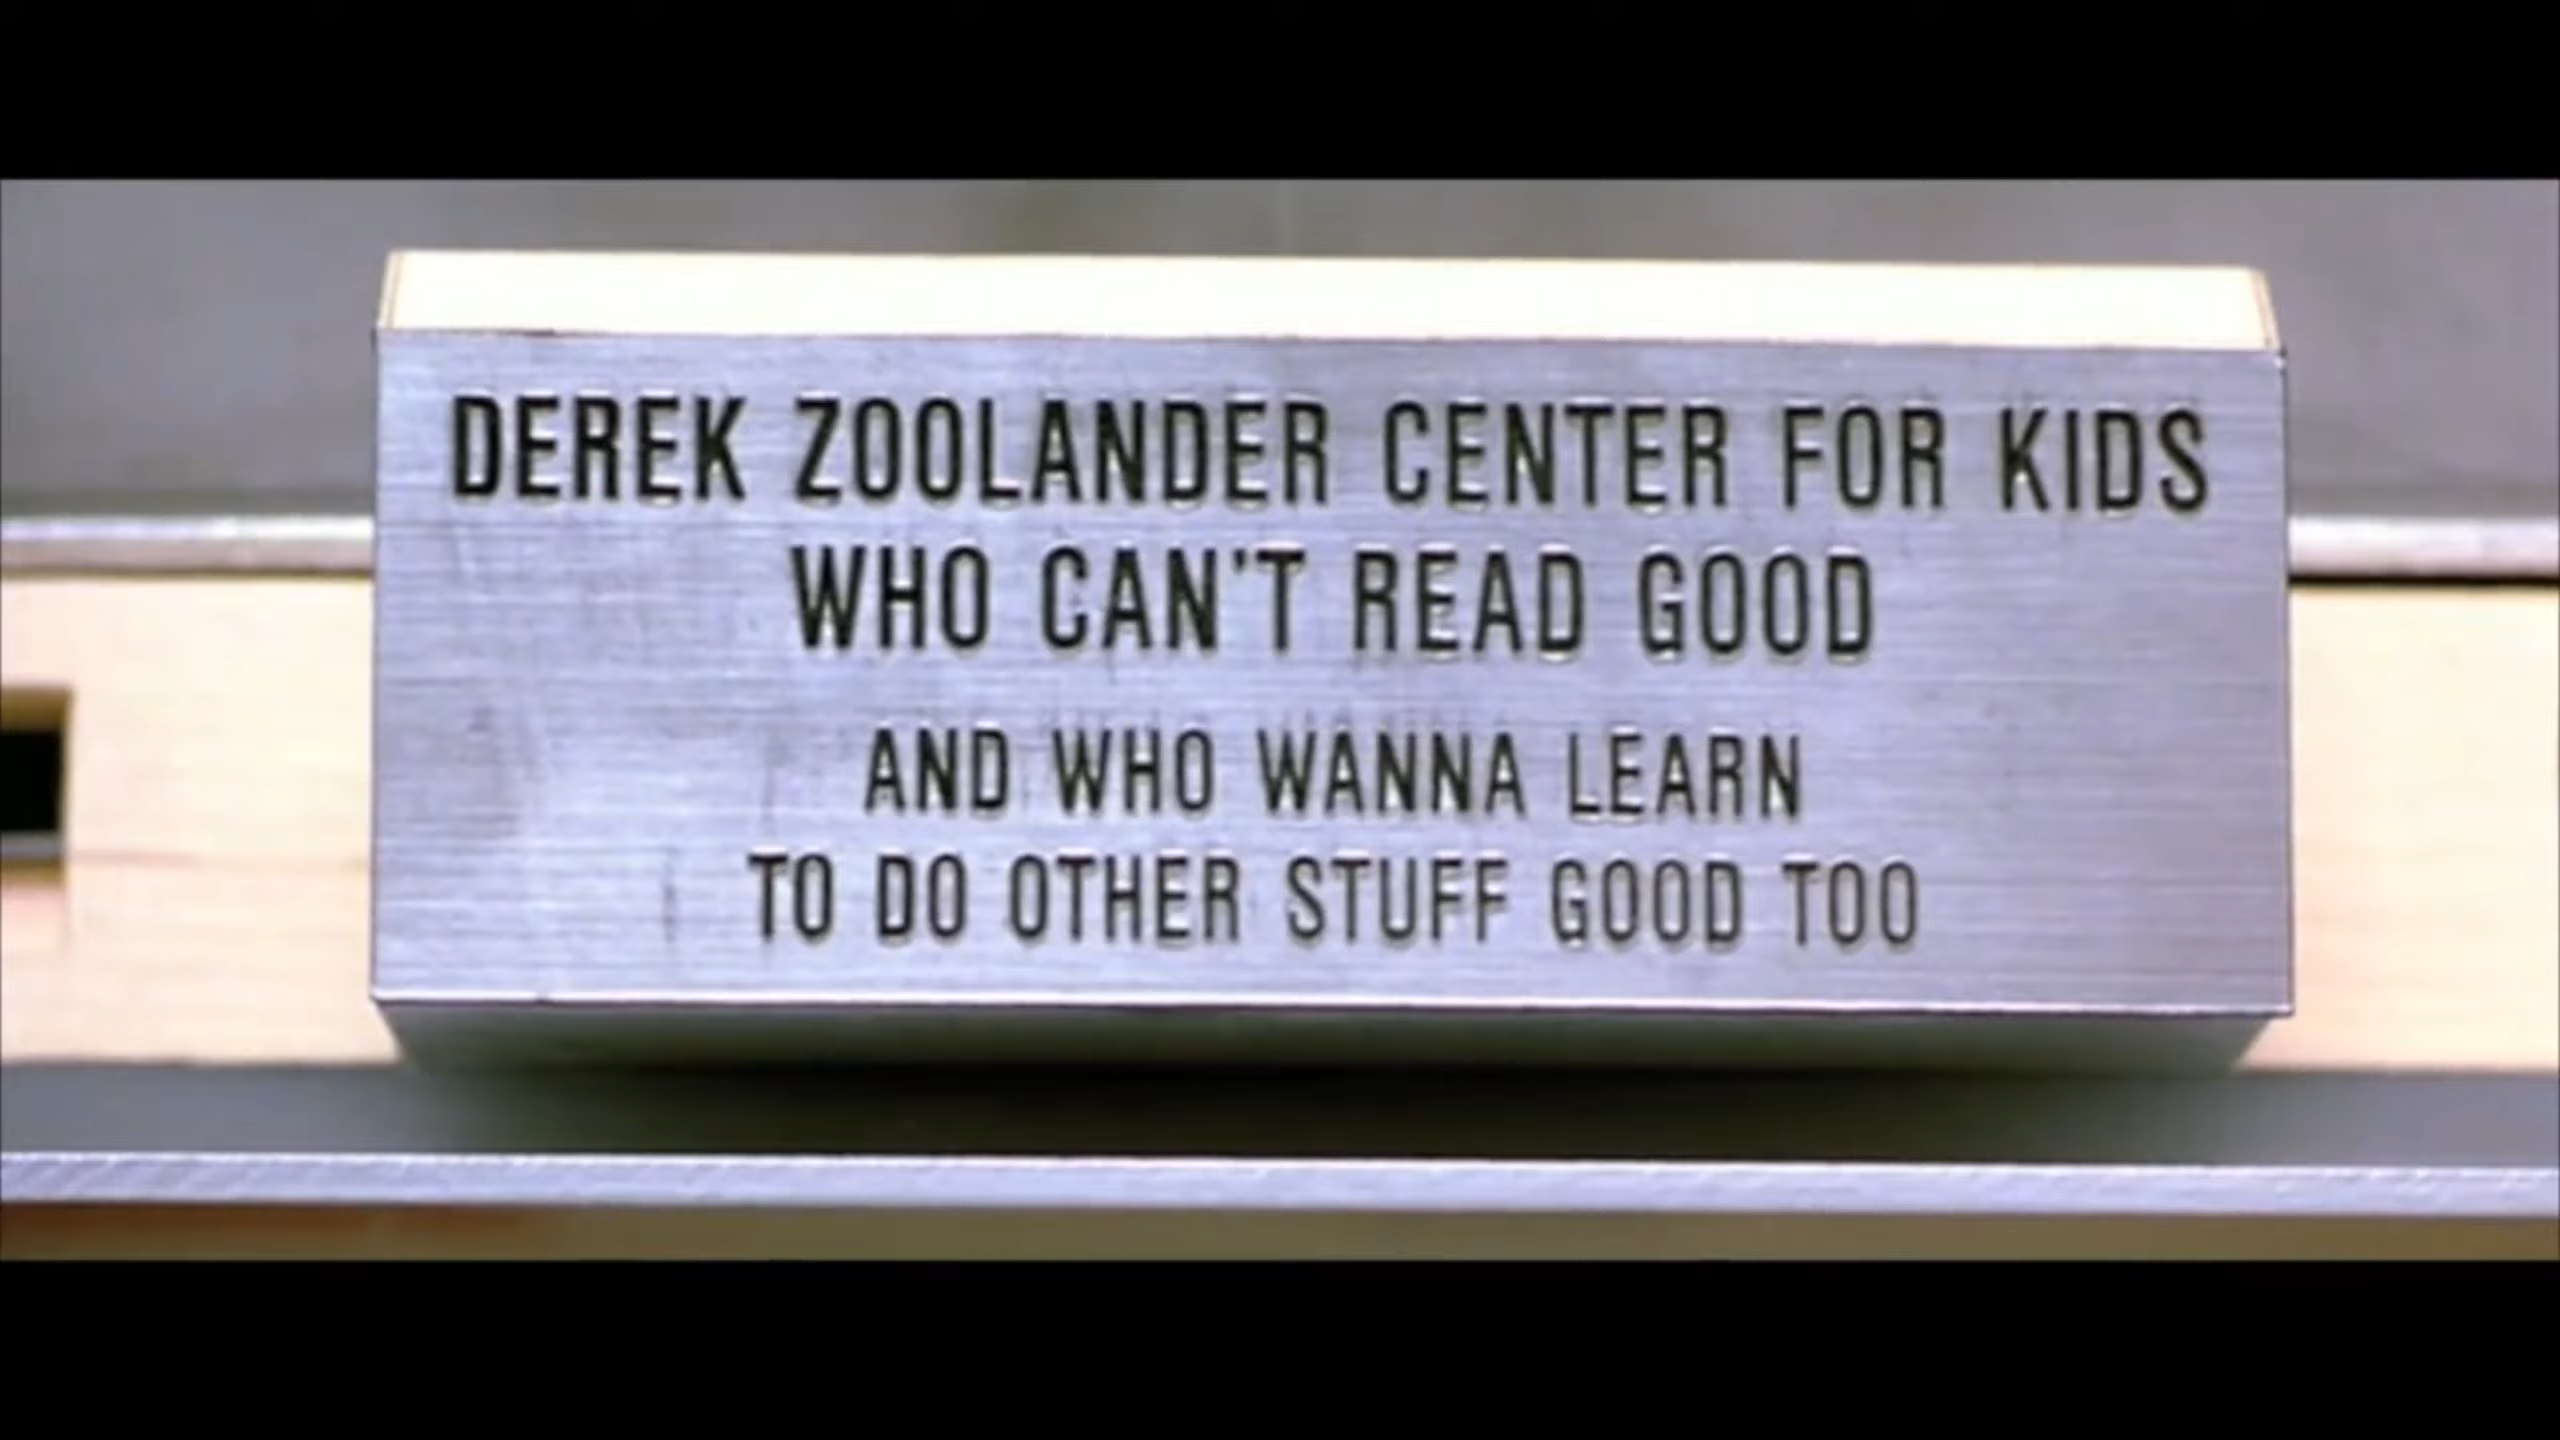 DEREK ZOOLANDER CENTER FOR KIDS
WHO CAN'T READ GOOD
AND WHO WANNA LEARN
TO DO OTHER STUFF GOOD TOO